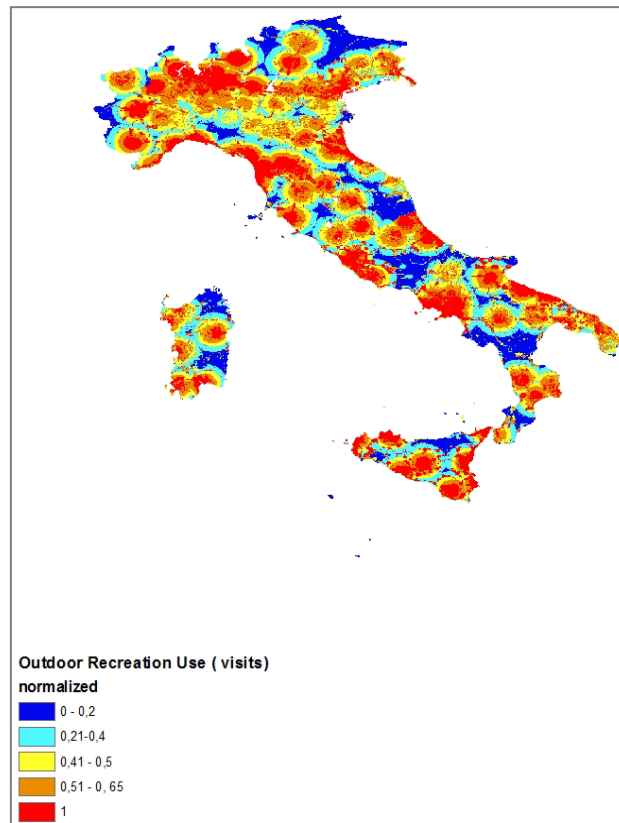 Outdoor Recreation Use ( visits)
normalized
0 - 0,2
0,21-0,4
0,41 - 0,5
0,51 - 0, 65
1